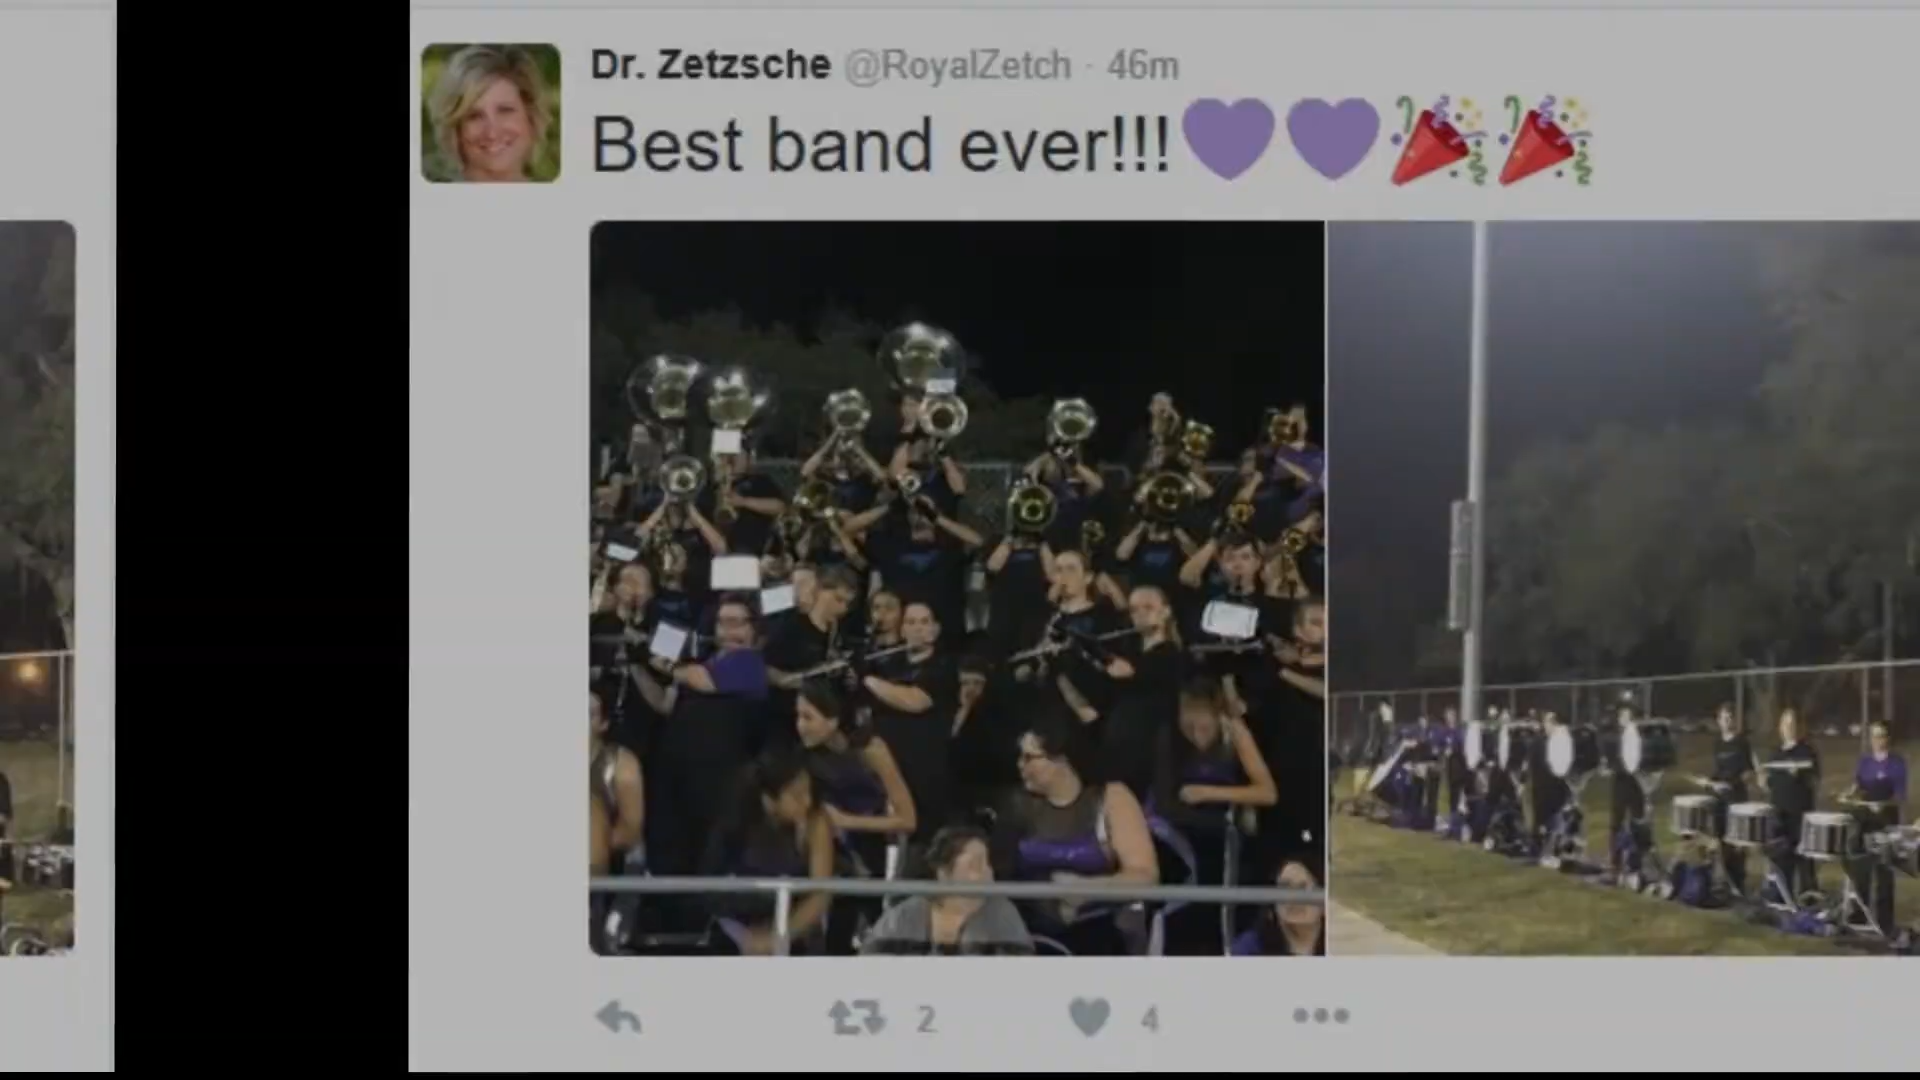 Dr. Zetzsche @RoyalZetch · 46m
Best band ever!!!💜💜🎉🎉
2 4